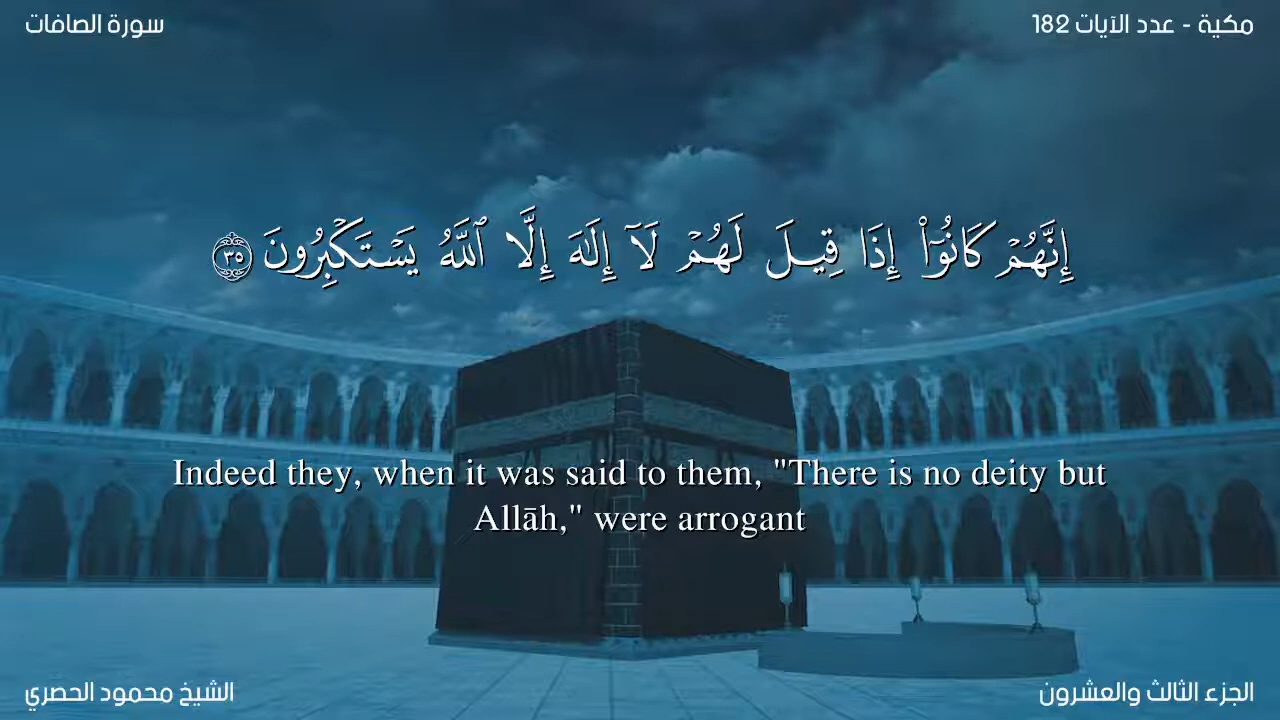 سورة الصافات
مكية - عدد الآيات 182
إِنَّهُمْ كَانُوٓا۟ إِذَا قِيلَ لَهُمْ لَآ إِلَٰهَ إِلَّا ٱللَّهُ يَسْتَكْبِرُونَ ٣٥
Indeed they, when it was said to them, "There is no deity but
Allāh," were arrogant
الشيخ محمود الحصري
الجزء الثالث والعشرون